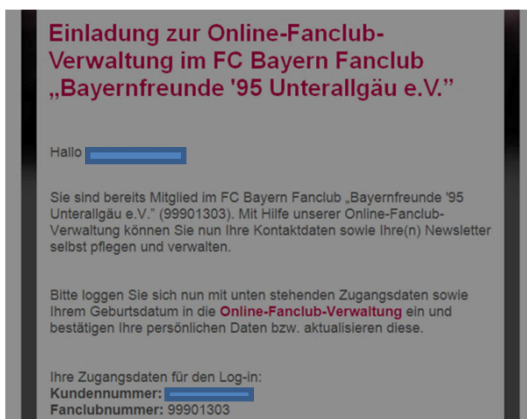 Einladung zur Online-Fanclub-
Verwaltung im FC Bayern Fanclub
„Bayernfreunde '95 Unterallgäu e.V.”
Hallo
Sie sind bereits Mitglied im FC Bayern Fanclub „Bayernfreunde '95
Unterallgäu e.V.” (99901303). Mit Hilfe unserer Online-Fanclub-
Verwaltung können Sie nun Ihre Kontaktdaten sowie Ihre(n) Newsletter
selbst pflegen und verwalten.
Bitte loggen Sie sich nun mit unten stehenden Zugangsdaten sowie
Ihrem Geburtsdatum in die Online-Fanclub-Verwaltung ein und
bestätigen Ihre persönlichen Daten bzw. aktualisieren diese.
Ihre Zugangsdaten für den Log-in:
Kundennummer:
Fanclubnummer: 99901303